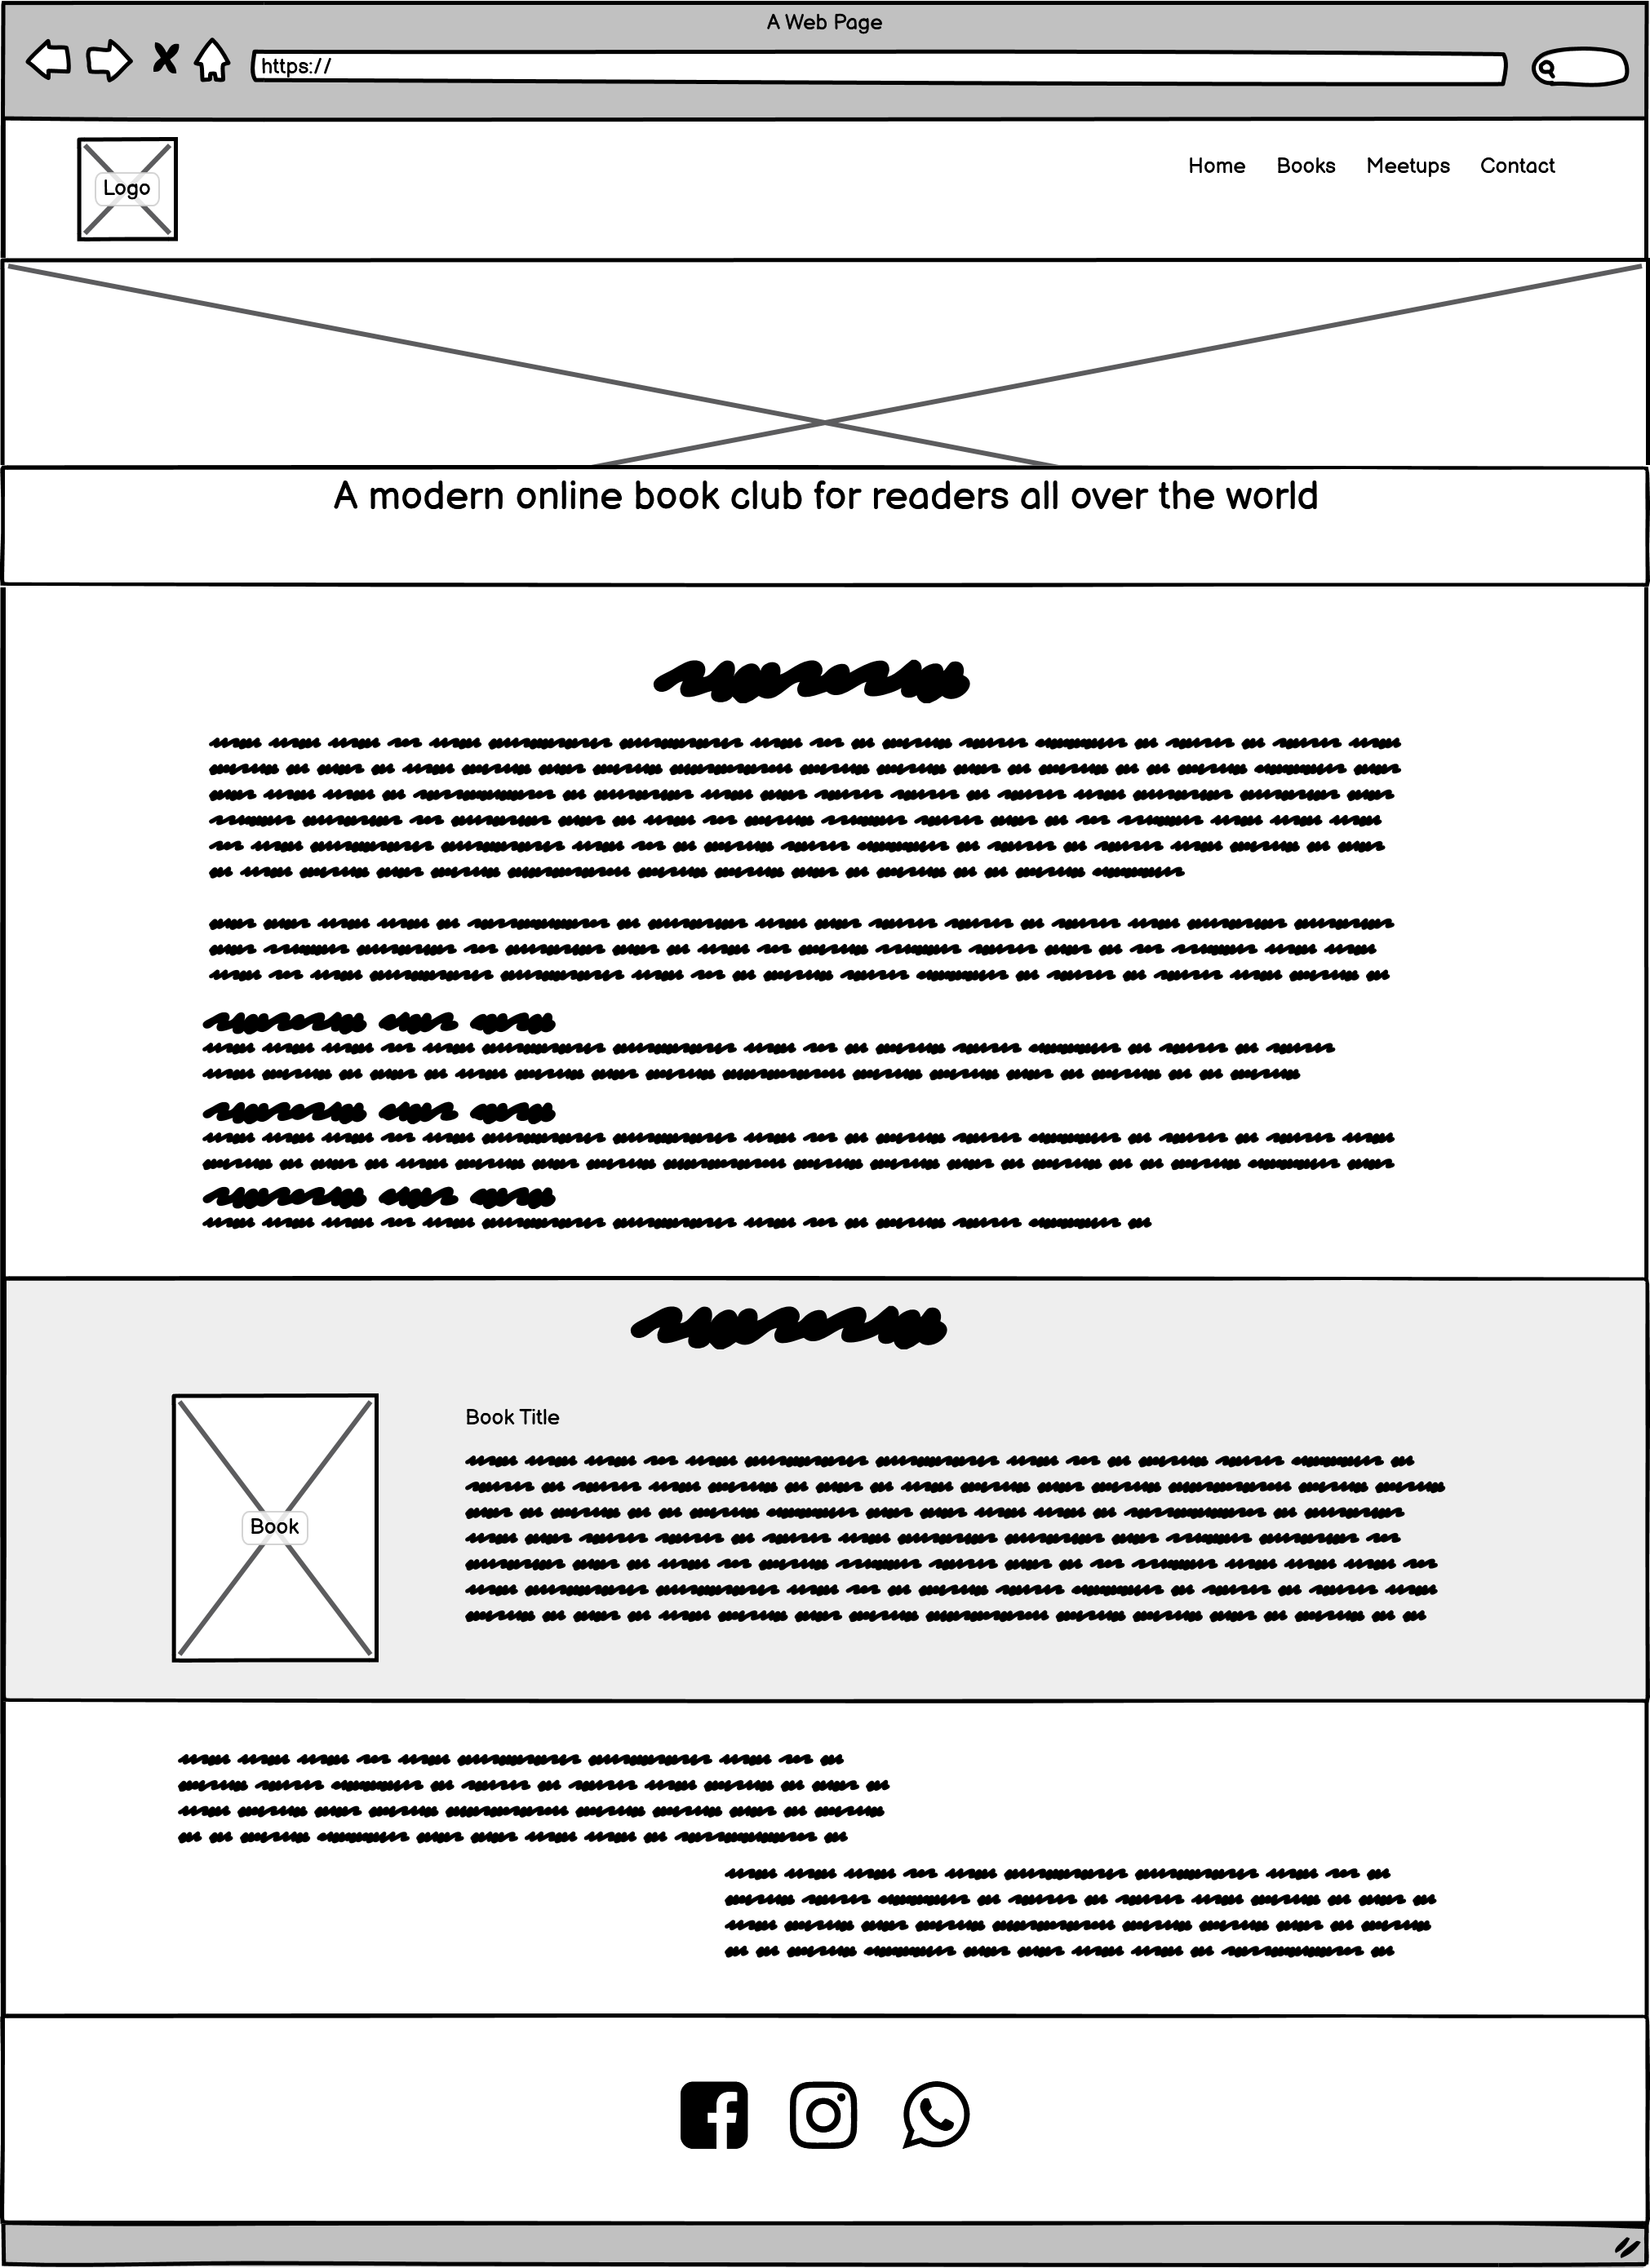 A Web Page
https://
Logo
Home Books Meetups Contact
A modern online book club for readers all over the world
Book Title
Book